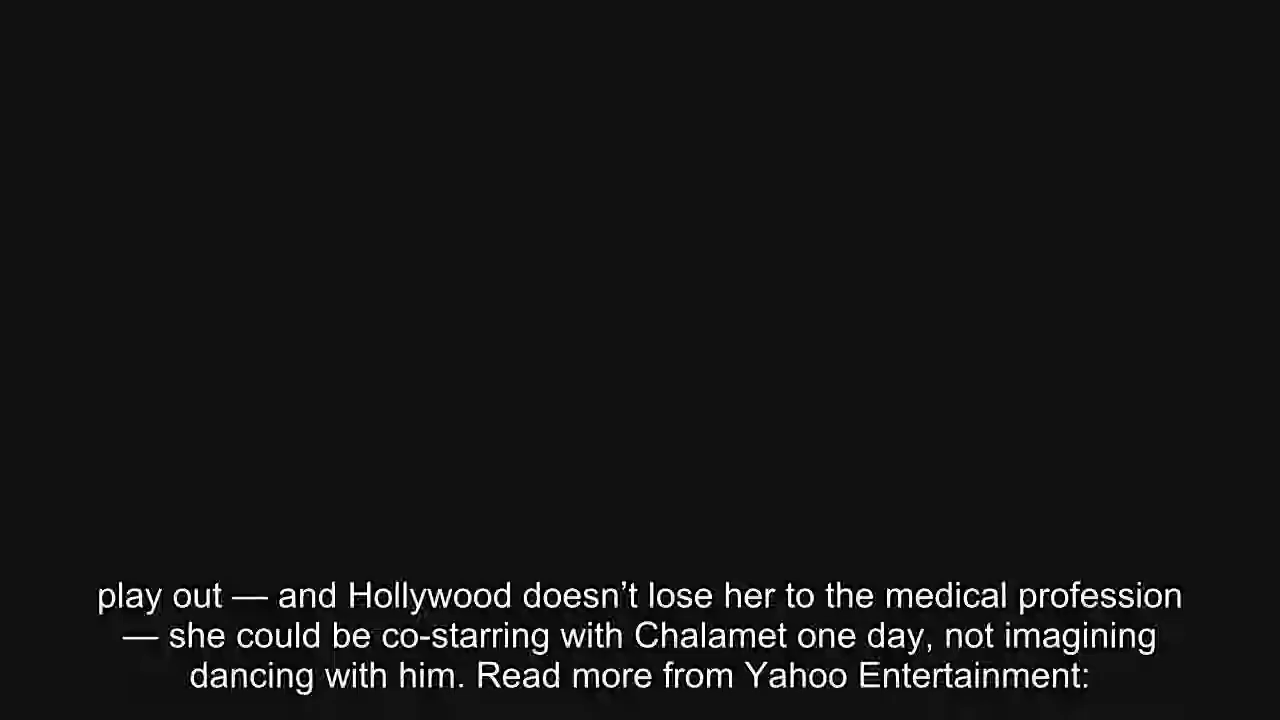 play out — and Hollywood doesn’t lose her to the medical profession
— she could be co-starring with Chalamet one day, not imagining
dancing with him. Read more from Yahoo Entertainment: